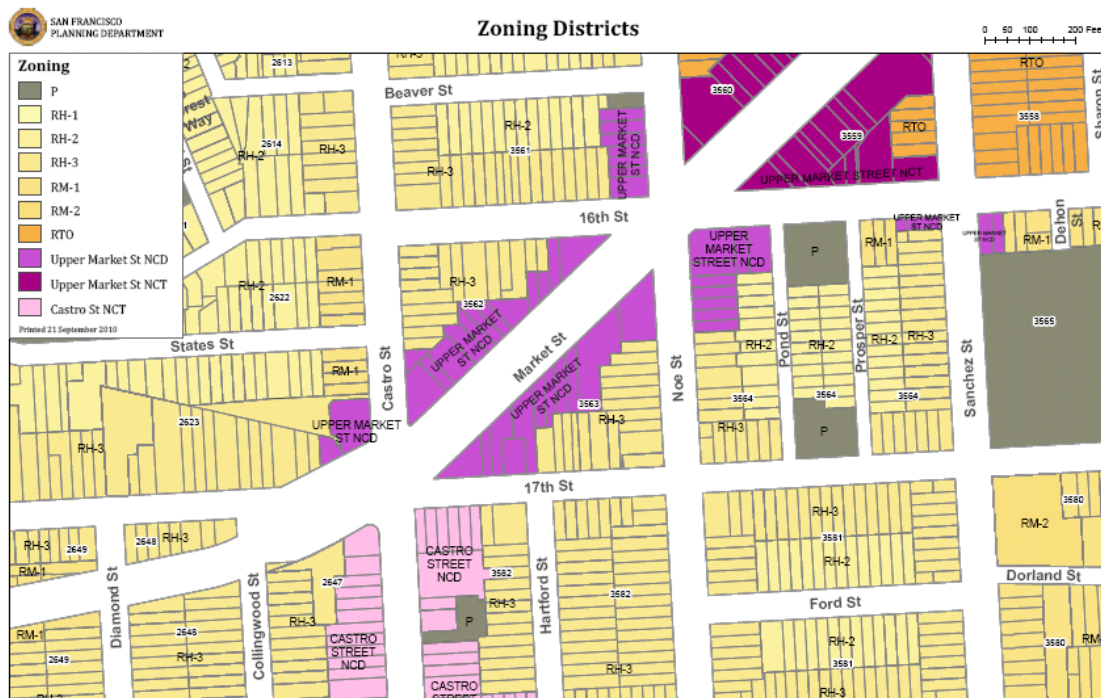 SAN FRANCISCO
PLANNING DEPARTMENT
Zoning Districts
0 50 100 200 Feet
Zoning
P
RH-1
RH-2
RH-3
RM-1
RM-2
RTO
Upper Market St NCD
Upper Market St NCT
Castro St NCT
Printed 21 September 2010
2613
RH-3
Beaver St
3560
RTO
3558
Sharon St
Way
2614
RH-2
RH-3
RH-2
3561
RH-3
UPPER MARKET
ST NCD
3559
RTO
UPPER MARKET STREET NCT
16th St
UPPER
MARKET
STREET NCD
P
RM-1
UPPER MARKET
ST NCD
UPPER MARKET
ST NCD
RM-1
Dehon
St
RH-2
2622
RM-1
RH-3
3562
UPPER MARKET
ST NCD
Market St
3565
States St
Castro St
Noe St
Pond St
Prosper St
Sanchez St
RH-2
RH-2
RH-2
RH-3
RM-1
UPPER MARKET
ST NCD
UPPER MARKET
ST NCD
3563
RH-3
3564
3564
3564
RH-3
P
2623
RH-3
17th St
RH-3
2649
RM-1
2648
RH-3
Diamond St
Collingwood St
2647
RH-3
CASTRO
STREET
NCD
3582
RH-3
P
Hartford St
3582
RH-3
RH-3
3581
RH-2
3580
RM-2
Dorland St
Ford St
RM-1
2649
2648
RH-3
CASTRO
STREET
NCD
CASTRO
STREET
RH-2
3581
RH-3
3580